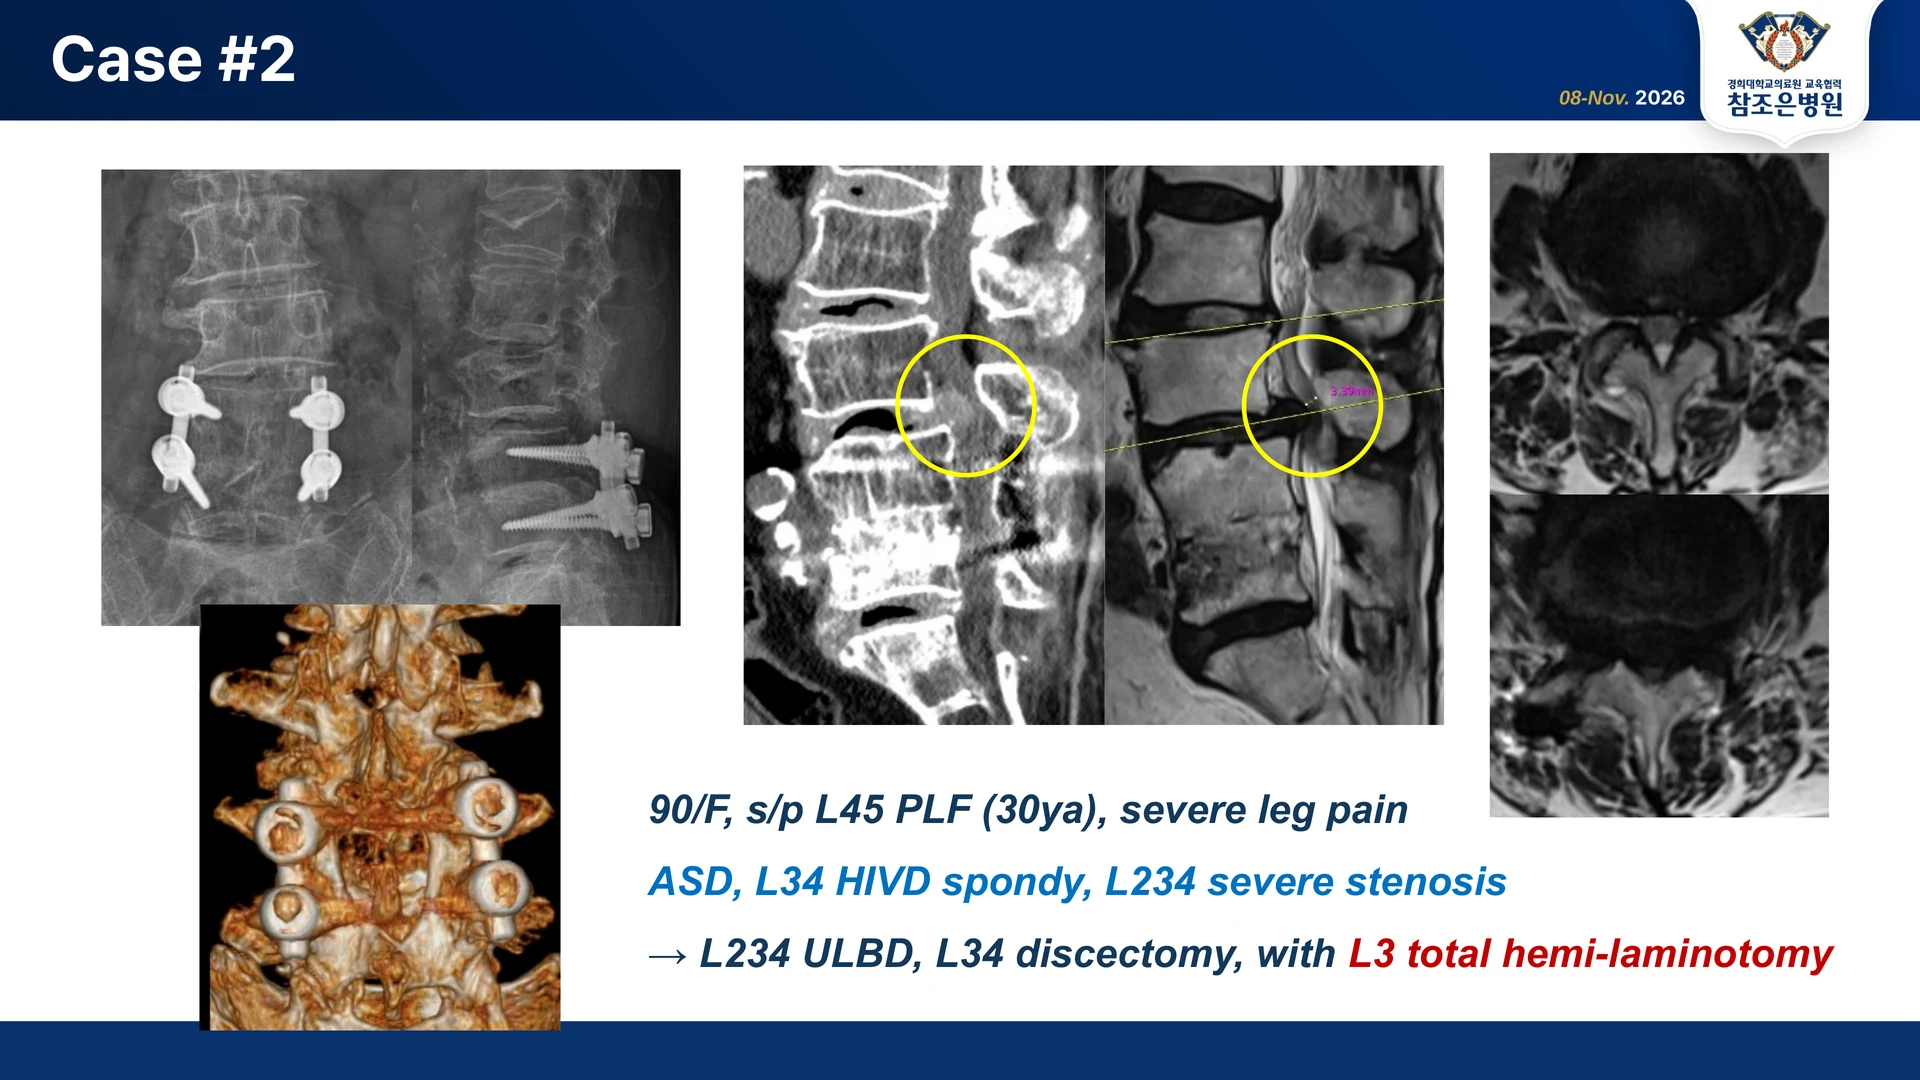 Case #2
08-Nov. 2026
경희대학교의료원 교육협력
참조은병원
3.39mm
90/F, s/p L45 PLF (30ya), severe leg pain
ASD, L34 HIVD spondy, L234 severe stenosis
→ L234 ULBD, L34 discectomy, with L3 total hemi-laminotomy